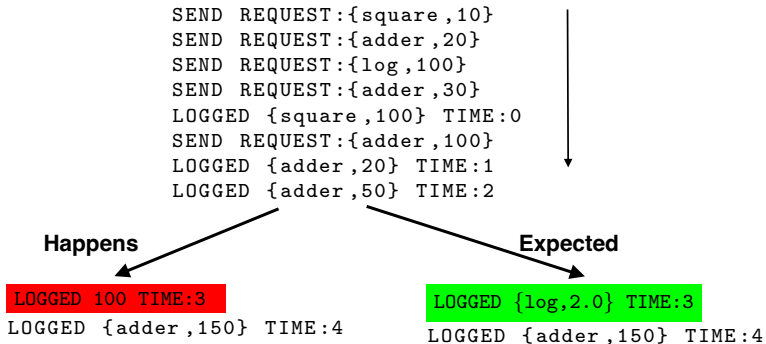 SEND REQUEST:{square,10}
SEND REQUEST:{adder,20}
SEND REQUEST:{log,100}
SEND REQUEST:{adder,30}
LOGGED {square,100} TIME:0
SEND REQUEST:{adder,100}
LOGGED {adder,20} TIME:1
LOGGED {adder,50} TIME:2
Happens
LOGGED 100 TIME:3
LOGGED {adder,150} TIME:4
Expected
LOGGED {log,2.0} TIME:3
LOGGED {adder,150} TIME:4